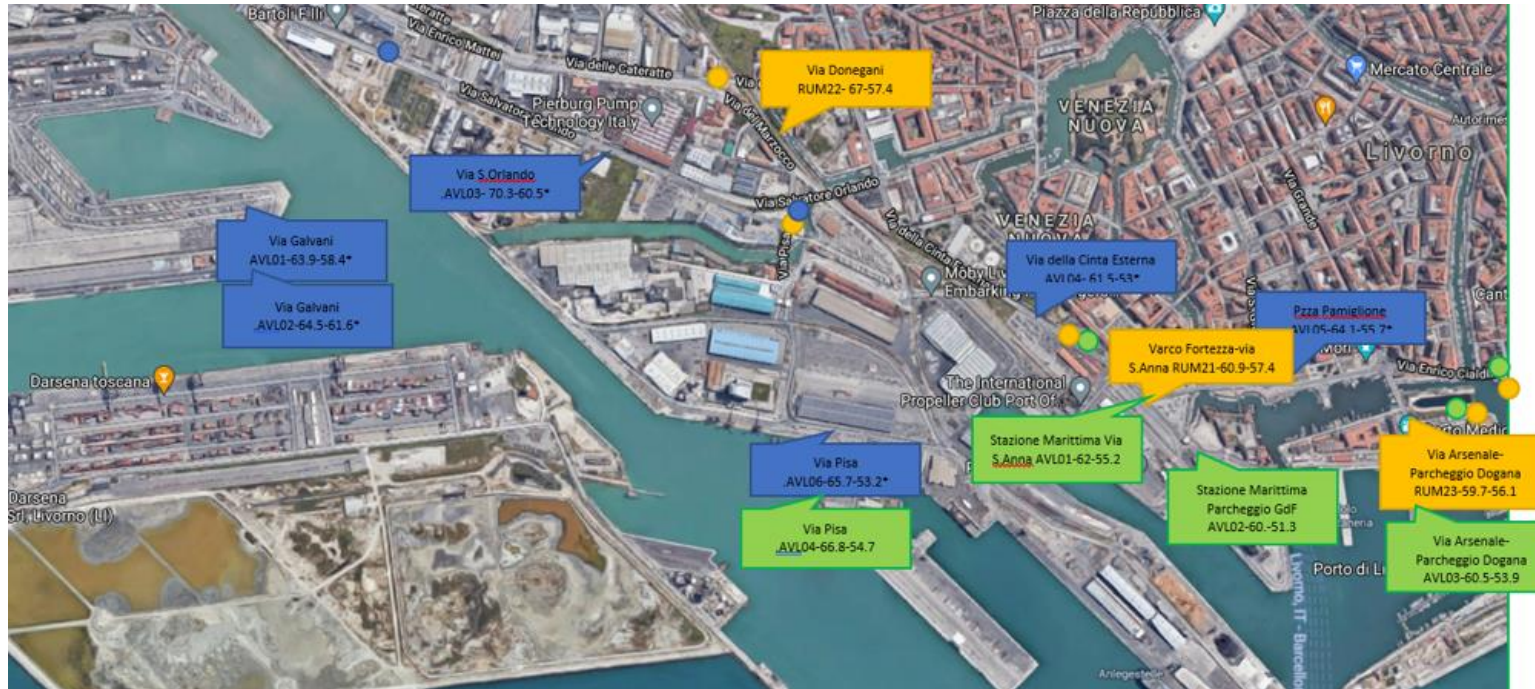 Bartoli F.lli
Piazza della Repubblica
Via Enrico Mattei
Via delle Cateratte
Mercato Centrale
Via Donegani
RUM22- 67-57.4
Via del Marzocco
Via Salvatore Orlando
Pierburg Pump
Technology Italy
VENEZIA
NUOVA
Livorno
Via S.Orlando
.AVL03- 70.3-60.5*
Via Salvatore Orlando
Via Grande
Via Galvani
AVL01-63.9-58.4*
Via Galvani
.AVL02-64.5-61.6*
Via Pisa
VENEZIA
NUOVA
Via della Cinta
Via della Cinta Esterna
AVL04- 61.5-53*
Pzza Pamiglione
AVL05-64.1-55.7*
Darsena toscana
Varco Fortezza-via
S.Anna RUM21-60.9-57.4
The International
Propeller Club Port Of...
Stazione Marittima Via
S.Anna AVL01-62-55.2
Via Pisa
.AVL06-65.7-53.2*
Via Pisa
.AVL04-66.8-54.7
Stazione Marittima
Parcheggio GdF
AVL02-60.-51.3
Via Arsenale-
Parcheggio Dogana
RUM23-59.7-56.1
Via Arsenale-
Parcheggio Dogana
AVL03-60.5-53.9
Darsena
Srl, Livorno (LI)
Porto di
Livorno, IT - Barcello
Anlegestelle